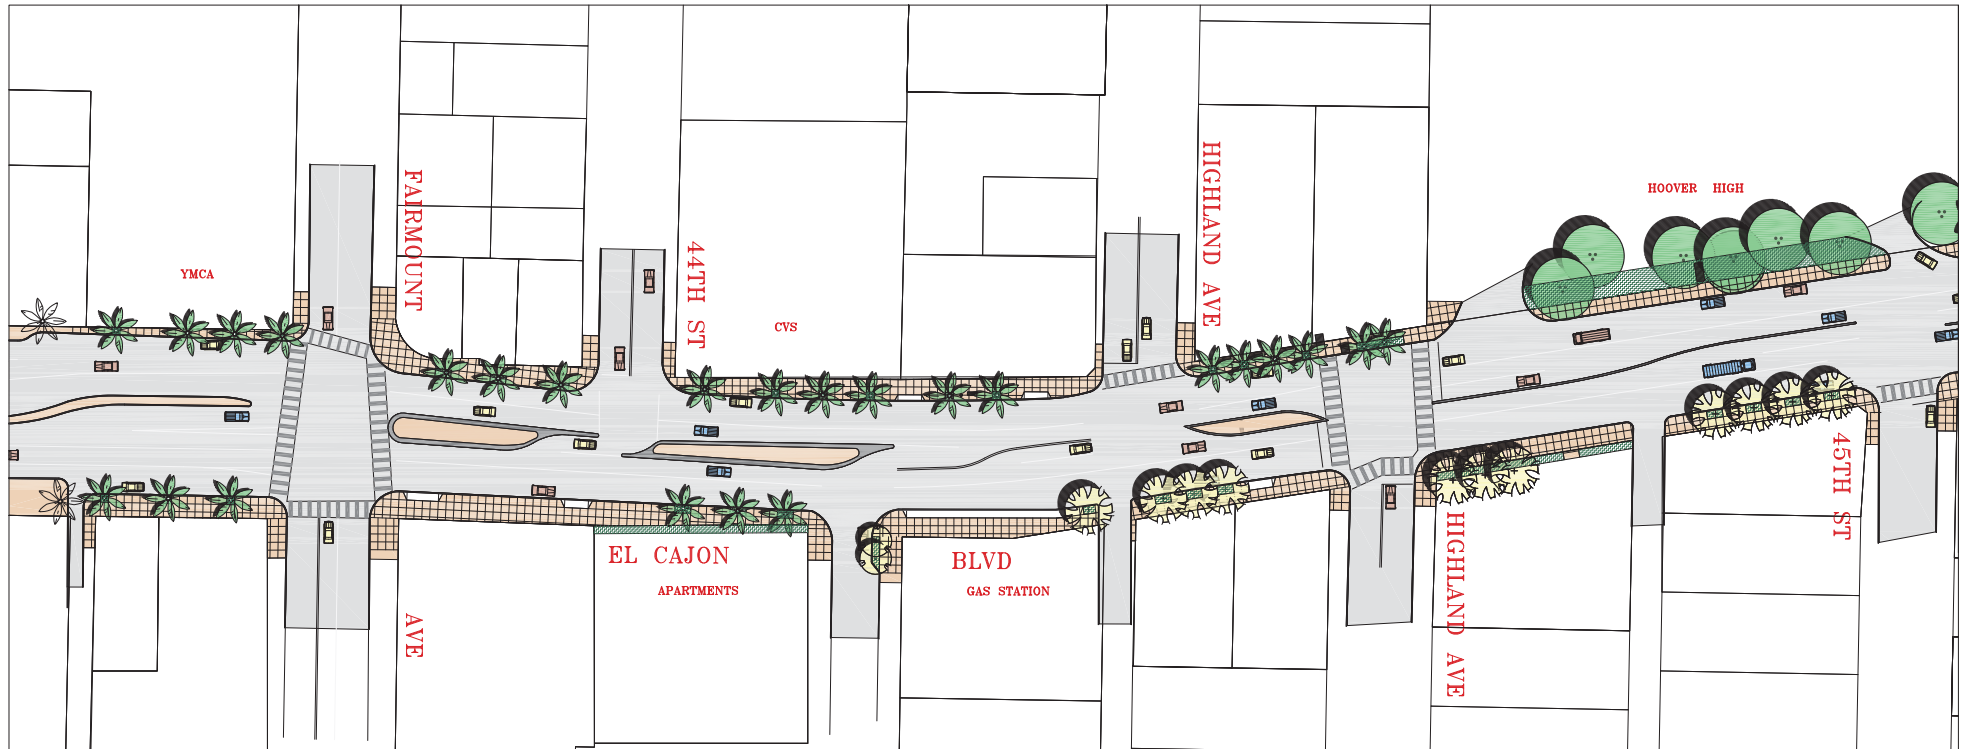 YMCA
FAIRMOUNT
44TH ST
CVS
HIGHLAND AVE
HOOVER HIGH
EL CAJON BLVD
APARTMENTS
GAS STATION
AVE
HIGHLAND AVE
45TH ST